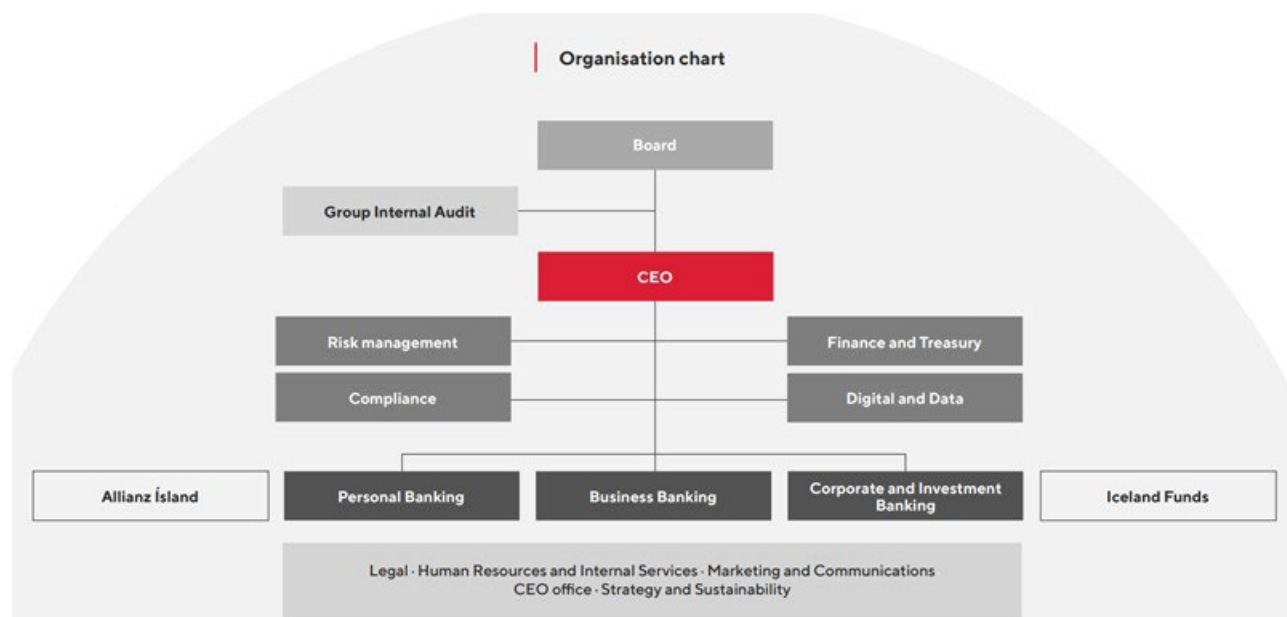 Organisation chart
Board
Group Internal Audit
CEO
Risk management
Finance and Treasury
Compliance
Digital and Data
Allianz Ísland
Personal Banking
Business Banking
Corporate and Investment
Banking
Iceland Funds
Legal · Human Resources and Internal Services · Marketing and Communications
CEO office · Strategy and Sustainability